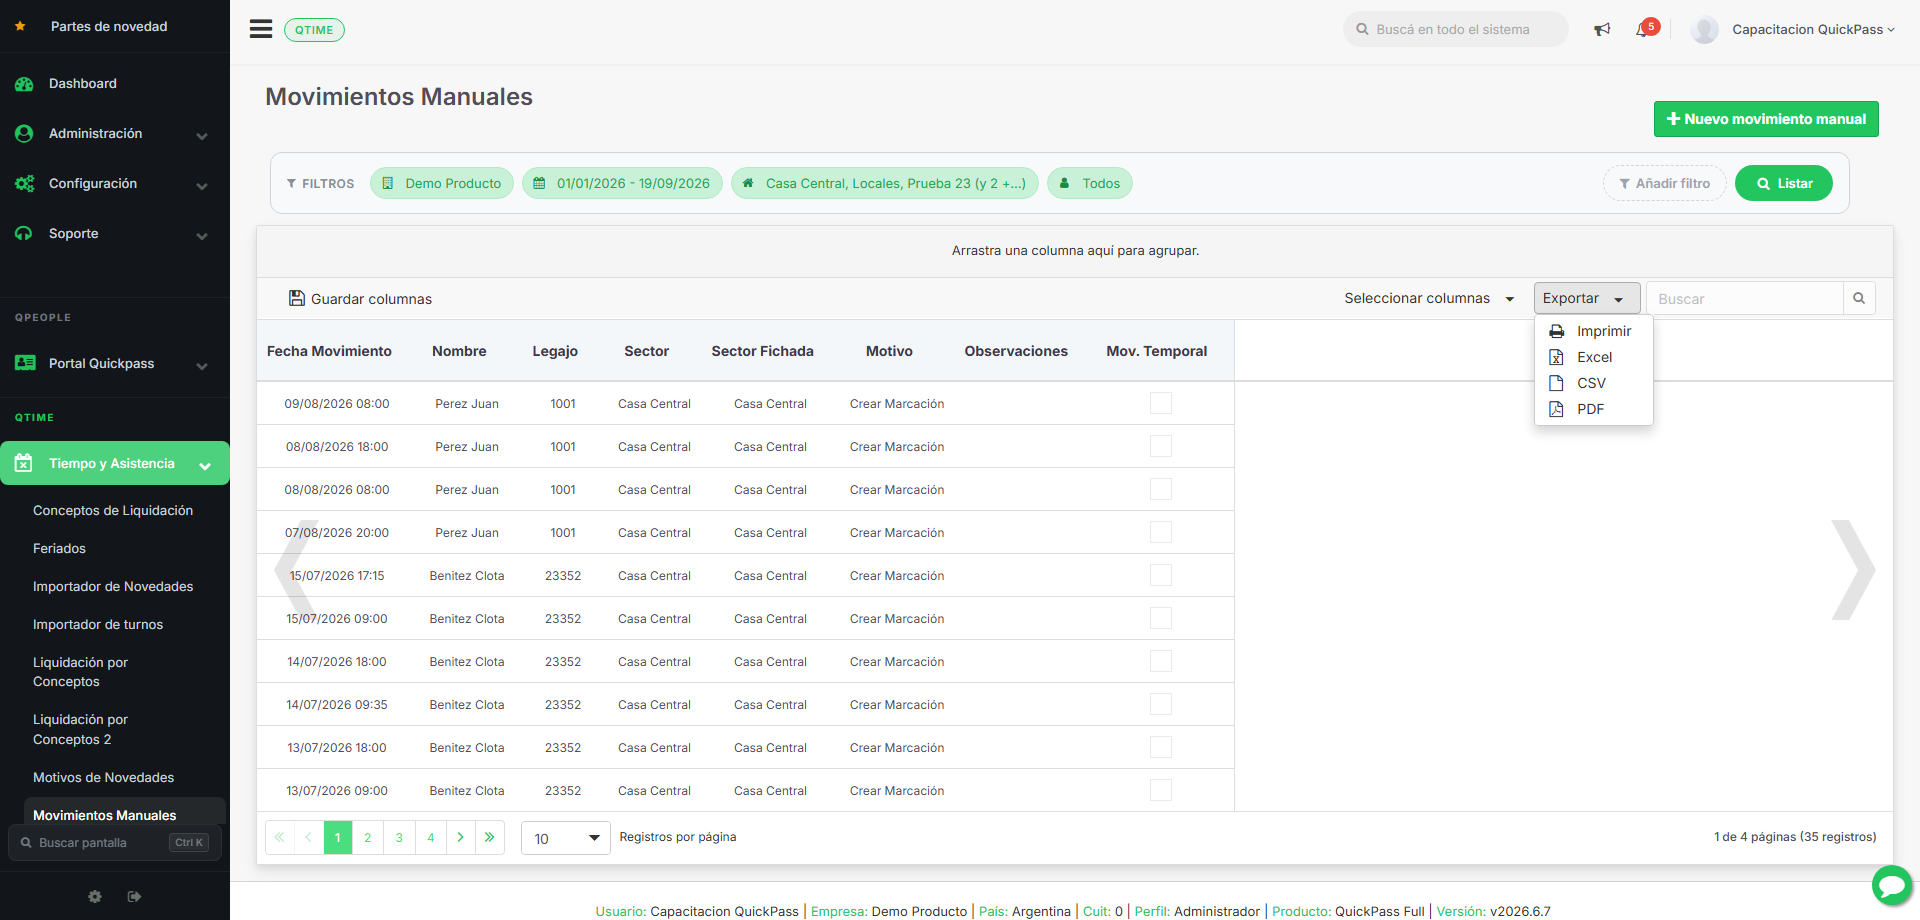 Partes de novedad
Dashboard
Administración
Configuración
Soporte
QPEOPLE
Portal Quickpass
QTIME
Tiempo y Asistencia
Conceptos de Liquidación
Feriados
Importador de Novedades
Importador de turnos
Liquidación por
Conceptos
Liquidación por
Conceptos 2
Motivos de Novedades
Movimientos Manuales
Buscar pantalla Ctrl K
QTIME
Buscá en todo el sistema
5
Capacitacion QuickPass
Movimientos Manuales
Nuevo movimiento manual
FILTROS Demo Producto 01/01/2026 - 19/09/2026 Casa Central, Locales, Prueba 23 (y 2 +...) Todos Añadir filtro Listar
Arrastra una columna aquí para agrupar.
Guardar columnas Seleccionar columnas Exportar Buscar
Imprimir
Excel
CSV
PDF
Fecha Movimiento Nombre Legajo Sector Sector Fichada Motivo Observaciones Mov. Temporal
09/08/2026 08:00 Perez Juan 1001 Casa Central Casa Central Crear Marcación
08/08/2026 18:00 Perez Juan 1001 Casa Central Casa Central Crear Marcación
08/08/2026 08:00 Perez Juan 1001 Casa Central Casa Central Crear Marcación
07/08/2026 20:00 Perez Juan 1001 Casa Central Casa Central Crear Marcación
15/07/2026 17:15 Benitez Clota 23352 Casa Central Casa Central Crear Marcación
15/07/2026 09:00 Benitez Clota 23352 Casa Central Casa Central Crear Marcación
14/07/2026 18:00 Benitez Clota 23352 Casa Central Casa Central Crear Marcación
14/07/2026 09:35 Benitez Clota 23352 Casa Central Casa Central Crear Marcación
13/07/2026 18:00 Benitez Clota 23352 Casa Central Casa Central Crear Marcación
13/07/2026 09:00 Benitez Clota 23352 Casa Central Casa Central Crear Marcación
1 2 3 4 10 Registros por página 1 de 4 páginas (35 registros)
Usuario: Capacitacion QuickPass | Empresa: Demo Producto | País: Argentina | Cuit: 0 | Perfil: Administrador | Producto: QuickPass Full | Versión: v2026.6.7